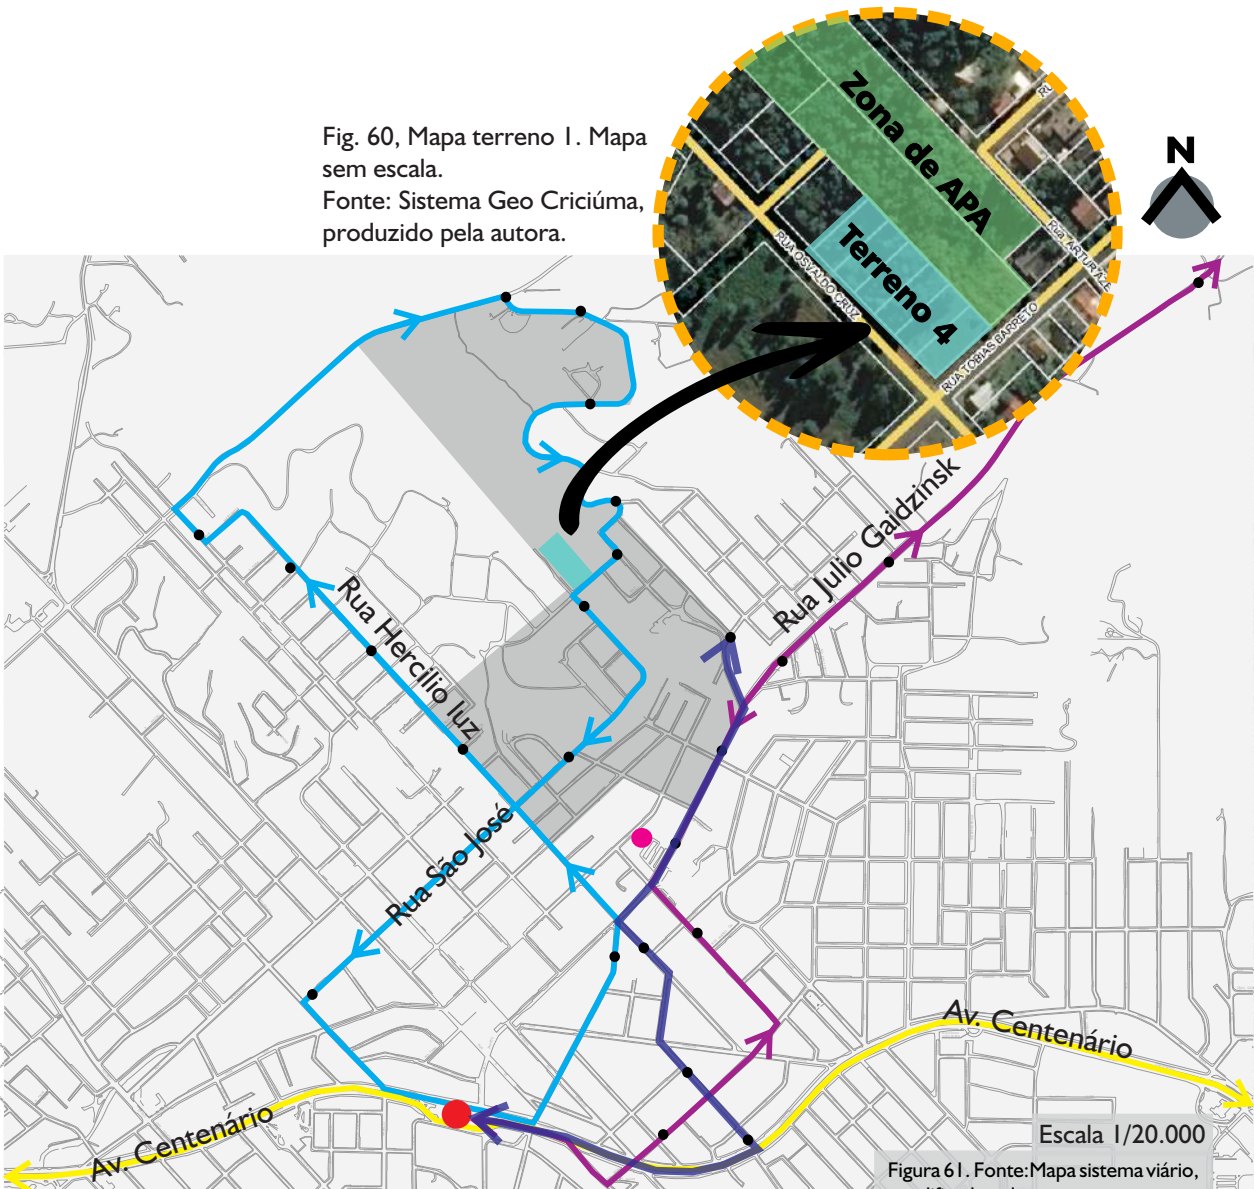 Fig. 60, Mapa terreno 1. Mapa
sem escala.
Fonte: Sistema Geo Criciúma,
produzido pela autora.
N
Zona de APA
Terreno 4
RUA OSVALDO CRUZ
RUA TOBIAS BARRETO
Rua ARTUR AZE
Rua Julio Gaidzinsk
Rua Hercilio luz
Rua São José
Av. Centenário
Av. Centenário
Escala 1/20.000
Figura 61. Fonte: Mapa sistema viário,